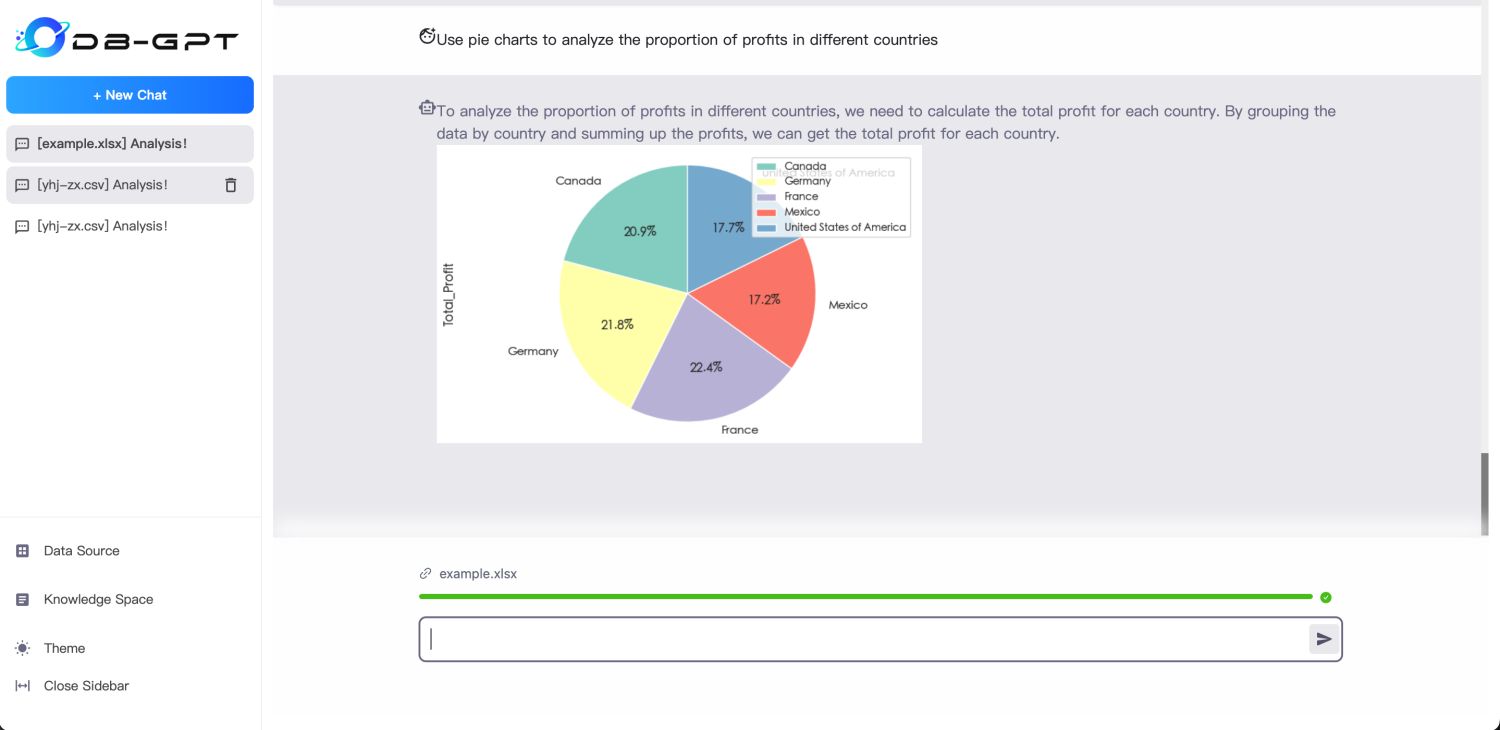 DB-GPT
+ New Chat
[example.xlsx] Analysis!
[yhj-zx.csv] Analysis!
[yhj-zx.csv] Analysis!
Data Source
Knowledge Space
Theme
Close Sidebar
Use pie charts to analyze the proportion of profits in different countries
To analyze the proportion of profits in different countries, we need to calculate the total profit for each country. By grouping the
data by country and summing up the profits, we can get the total profit for each country.
Total_Profit
Canada
20.9%
Germany
21.8%
France
22.4%
Mexico
17.2%
United States of America
17.7%
Canada
Germany
France
Mexico
United States of America
example.xlsx